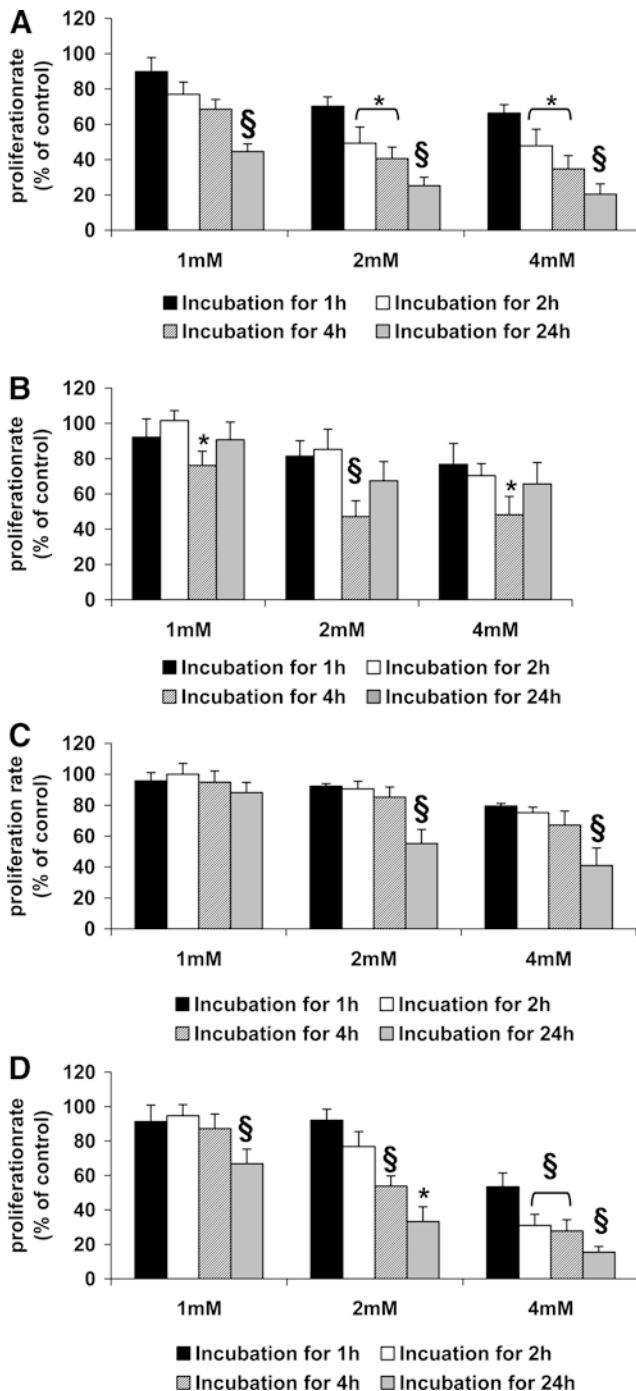 A
120
100
80
60
40
20
0
proliferationrate
(% of control)
§
*
§
*
§
1mM 2mM 4mM
Incubation for 1h Incubation for 2h
Incubation for 4h Incubation for 24h
B
120
100
80
60
40
20
0
proliferationrate
(% of control)
*
§
*
1mM 2mM 4mM
Incubation for 1h Incubation for 2h
Incubation for 4h Incubation for 24h
C
120
100
80
60
40
20
0
proliferation rate
(% of conrol)
§
§
1mM 2mM 4mM
Incubation for 1h Incuation for 2h
Incubation for 4h Incubation for 24h
D
120
100
80
60
40
20
0
proliferationrate
(% of control)
§
§
*
§
§
1mM 2mM 4mM
Incubation for 1h Incuation for 2h
Incubation for 4h Incubation for 24h